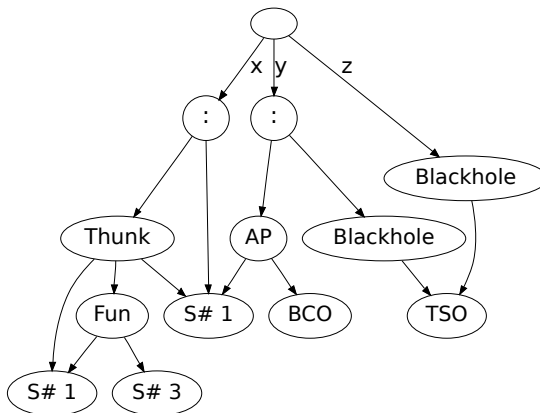 x y z
: :
Blackhole
Thunk AP Blackhole
Fun S# 1 BCO TSO
S# 1 S# 3